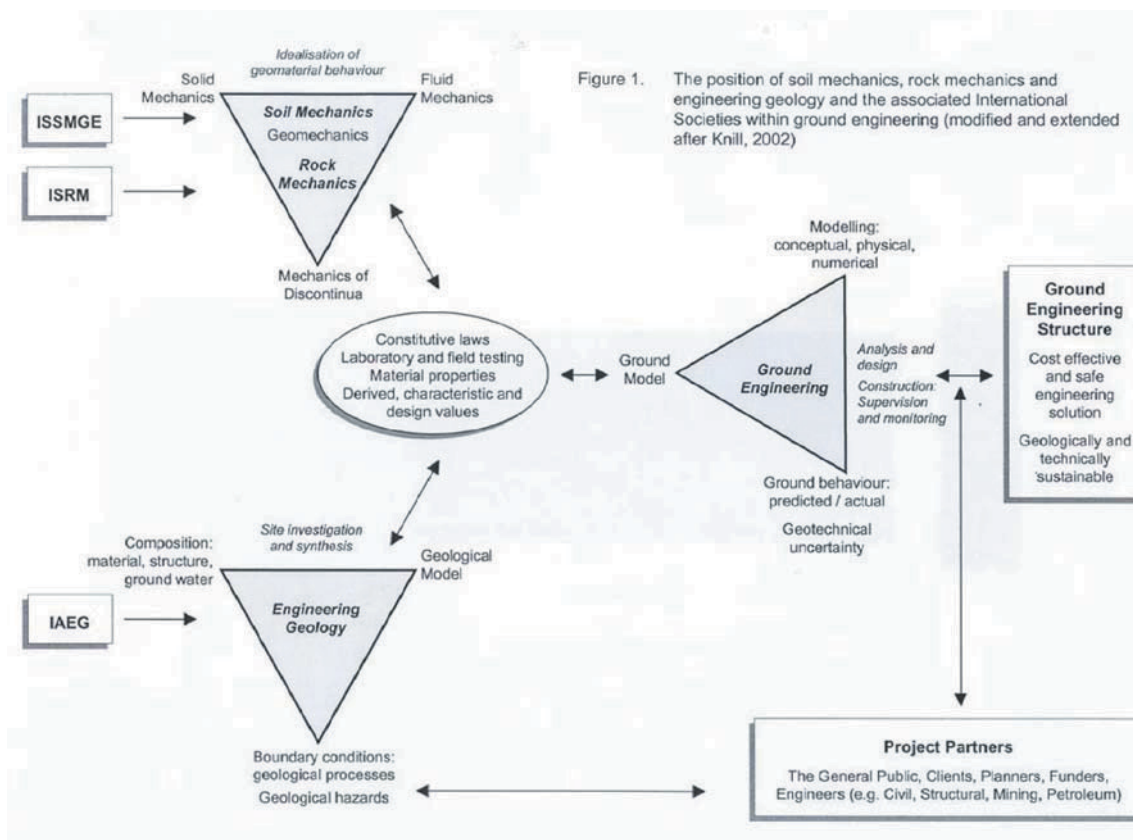 Figure 1. The position of soil mechanics, rock mechanics and
engineering geology and the associated International
Societies within ground engineering (modified and extended
after Knill, 2002)
Idealisation of
geomaterial behaviour
Solid
Mechanics
Fluid
Mechanics
ISSMGE
Soil Mechanics
Geomechanics
Rock
Mechanics
ISRM
Mechanics of
Discontinua
Constitutive laws
Laboratory and field testing
Material properties
Derived, characteristic and
design values
Modelling:
conceptual, physical,
numerical
Ground
Model
Ground
Engineering
Analysis and
design
Construction:
Supervision
and monitoring
Ground behaviour:
predicted / actual
Geotechnical
uncertainty
Ground
Engineering
Structure
Cost effective
and safe
engineering
solution
Geologically and
technically
sustainable
Site investigation
and synthesis
Composition:
material, structure,
ground water
Geological
Model
IAEG
Engineering
Geology
Boundary conditions:
geological processes
Geological hazards
Project Partners
The General Public, Clients, Planners, Funders,
Engineers (e.g. Civil, Structural, Mining, Petroleum)